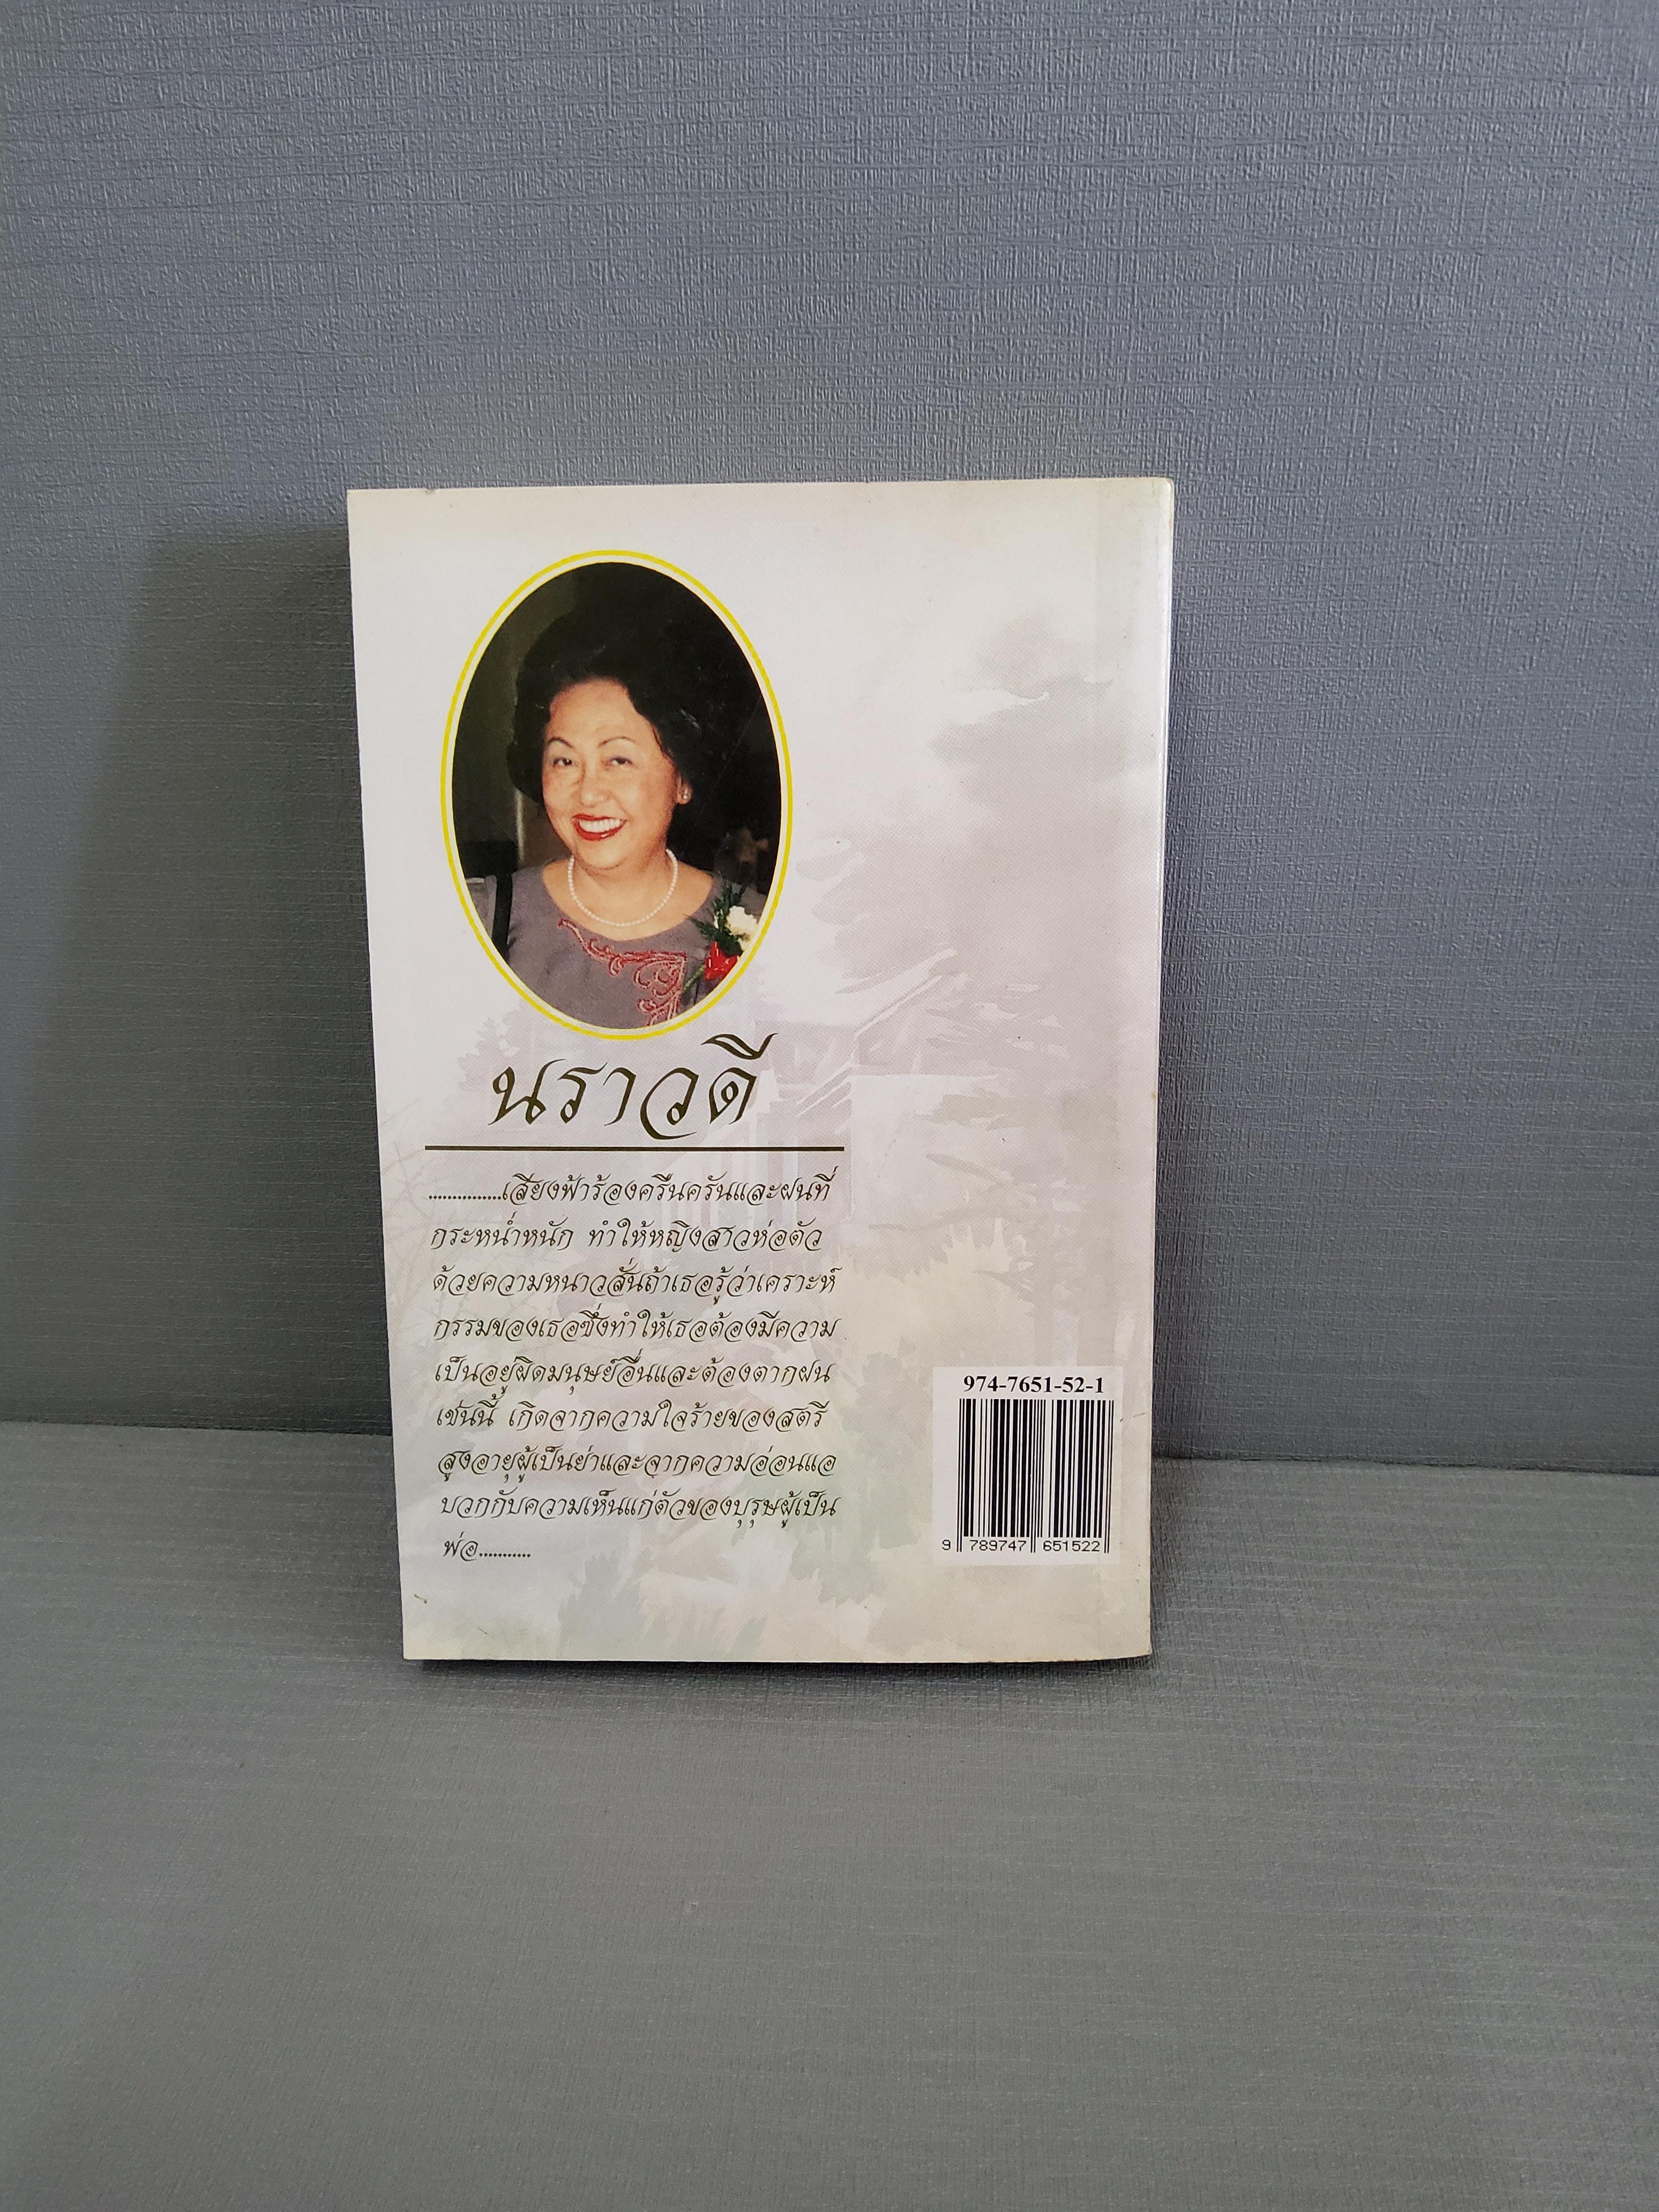 นราวดี
................เสียงฟ้าร้องครืนครันและฝนที่
กระหน่ำหนัก ทำให้หญิงสาวห่อตัว
ด้วยความหนาวสั่นถ้าเธอรู้ว่าเคราะห์
กรรมของเธอซึ่งทำให้เธอต้องมีความ
เป็นอยู่ผิดมนุษย์อื่นและต้องตากฝน
เช่นนี้ เกิดจากความใจร้ายของสตรี
สูงอายุผู้เป็นย่าและจากความอ่อนแอ
บวกกับความเห็นแก่ตัวของบุรุษผู้เป็น
พ่อ...........
974-7651-52-1
9 789747 651522